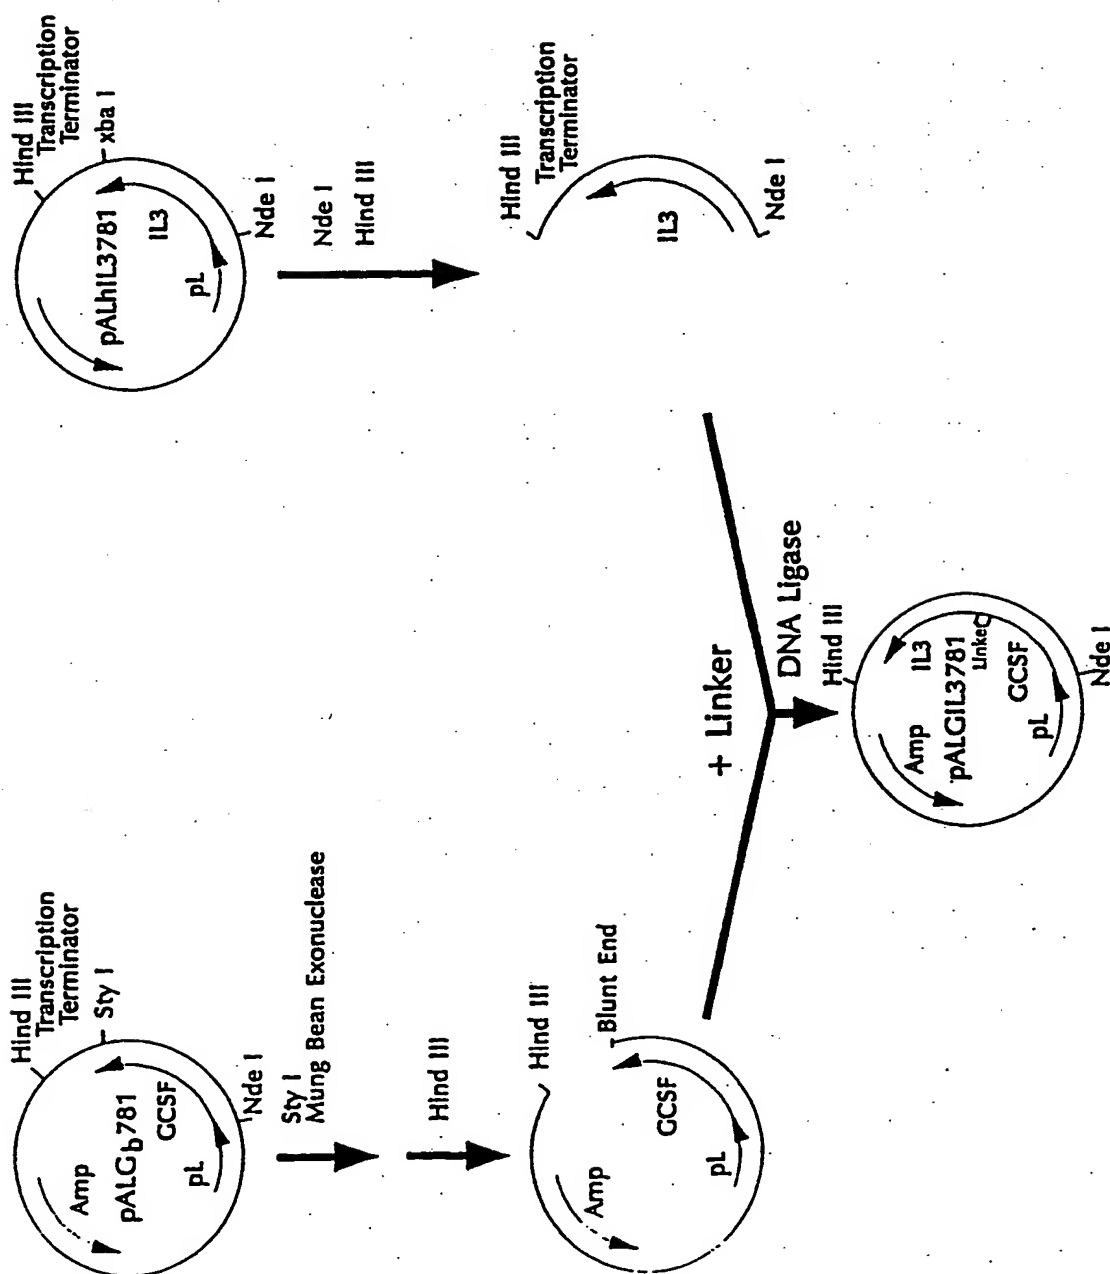 Hind III
Transcription
Terminator
Sty I
Amp
pALGb781
GCSF
pL
Nde I
Sty I
Mung Bean Exonuclease
Hind III
Hind III
Blunt End
Amp
GCSF
pL
Hind III
Transcription
Terminator
xba I
pALhIL3781
IL3
pL
Nde I
Nde I
Hind III
Hind III
Transcription
Terminator
IL3
Nde I
+ Linker
DNA Ligase
Hind III
Amp
IL3
pALGIL3781
Linker
GCSF
pL
Nde I